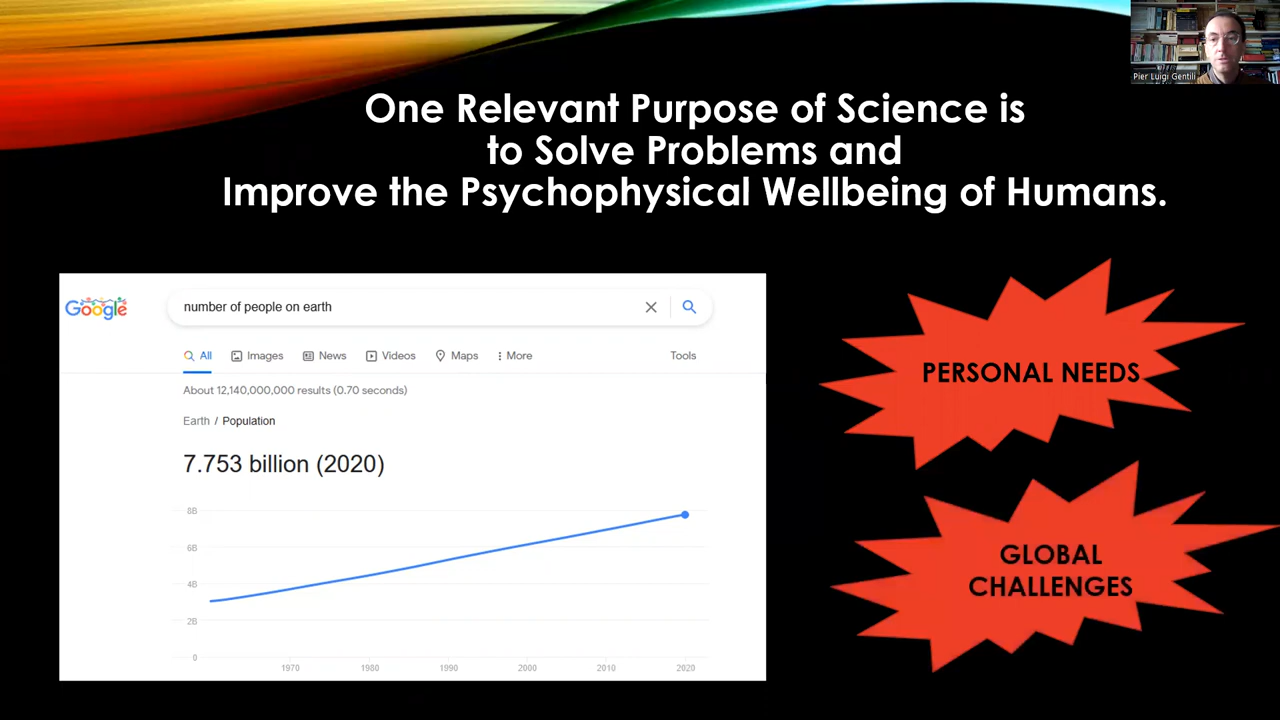 Pier Luigi Gentili
One Relevant Purpose of Science is
to Solve Problems and
Improve the Psychophysical Wellbeing of Humans.
Google
number of people on earth
All Images News Videos Maps More Tools
About 12,140,000,000 results (0.70 seconds)
Earth / Population
7.753 billion (2020)
8B
6B
4B
2B
0
1970 1980 1990 2000 2010 2020
PERSONAL NEEDS
GLOBAL
CHALLENGES